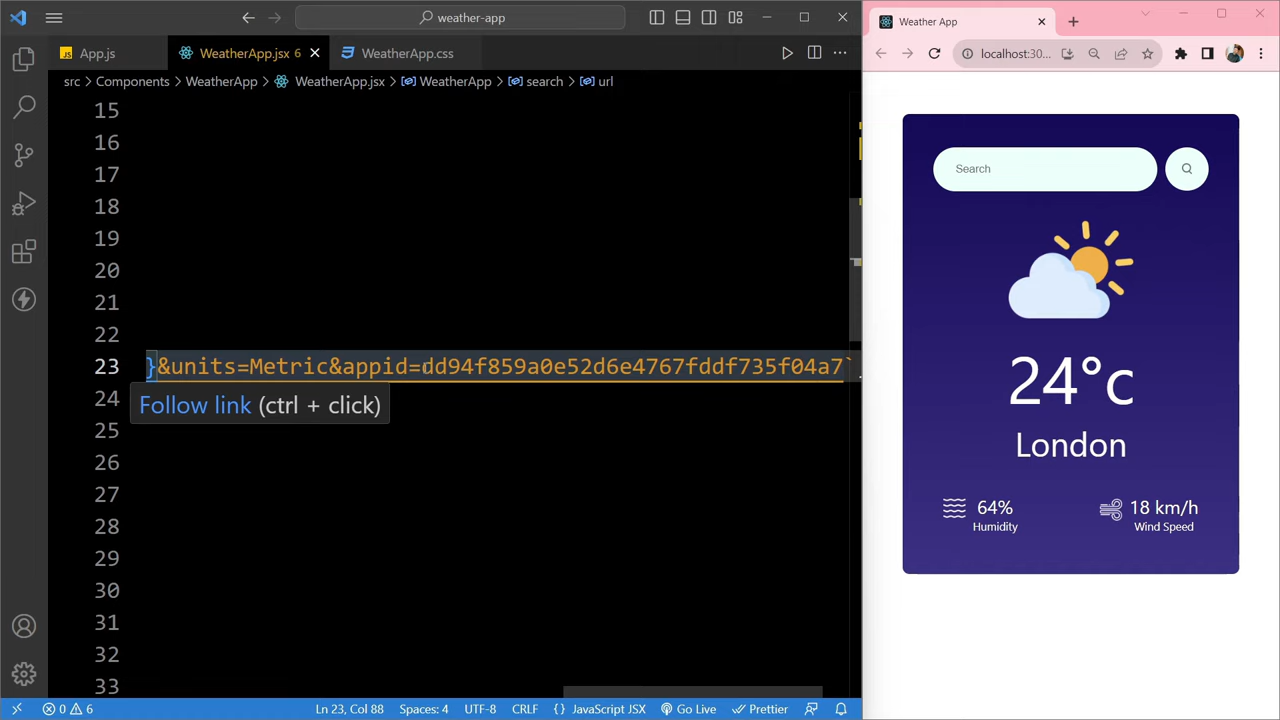 weather-app
App.js
WeatherApp.jsx 6
WeatherApp.css
src > Components > WeatherApp > WeatherApp.jsx > WeatherApp > search > url
15
16
17
18
19
20
21
22
23 }&units=Metric&appid=dd94f859a0e52d6e4767fddf735f04a7`.
Follow link (ctrl + click)
24
25
26
27
28
29
30
31
32
33
0 6 Ln 23, Col 88 Spaces: 4 UTF-8 CRLF {} JavaScript JSX Go Live Prettier
Weather App
localhost:30...
Search
24°c
London
64%
Humidity
18 km/h
Wind Speed